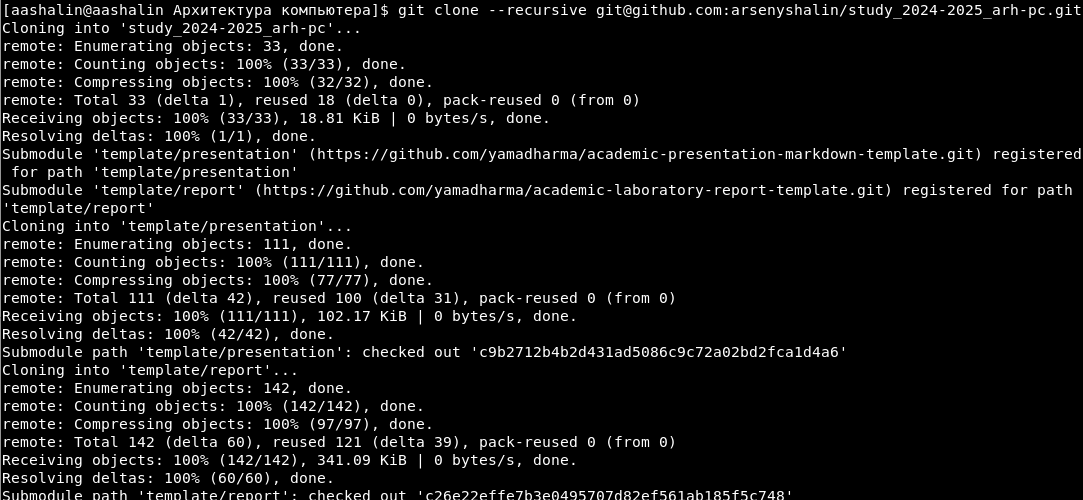 [aashalin@aashalin Архитектура компьютера]$ git clone --recursive git@github.com:arsenyshalin/study_2024-2025_arh-pc.git
Cloning into 'study_2024-2025_arh-pc'...
remote: Enumerating objects: 33, done.
remote: Counting objects: 100% (33/33), done.
remote: Compressing objects: 100% (32/32), done.
remote: Total 33 (delta 1), reused 18 (delta 0), pack-reused 0 (from 0)
Receiving objects: 100% (33/33), 18.81 KiB | 0 bytes/s, done.
Resolving deltas: 100% (1/1), done.
Submodule 'template/presentation' (https://github.com/yamadharma/academic-presentation-markdown-template.git) registered
 for path 'template/presentation'
Submodule 'template/report' (https://github.com/yamadharma/academic-laboratory-report-template.git) registered for path
'template/report'
Cloning into 'template/presentation'...
remote: Enumerating objects: 111, done.
remote: Counting objects: 100% (111/111), done.
remote: Compressing objects: 100% (77/77), done.
remote: Total 111 (delta 42), reused 100 (delta 31), pack-reused 0 (from 0)
Receiving objects: 100% (111/111), 102.17 KiB | 0 bytes/s, done.
Resolving deltas: 100% (42/42), done.
Submodule path 'template/presentation': checked out 'c9b2712b4b2d431ad5086c9c72a02bd2fca1d4a6'
Cloning into 'template/report'...
remote: Enumerating objects: 142, done.
remote: Counting objects: 100% (142/142), done.
remote: Compressing objects: 100% (97/97), done.
remote: Total 142 (delta 60), reused 121 (delta 39), pack-reused 0 (from 0)
Receiving objects: 100% (142/142), 341.09 KiB | 0 bytes/s, done.
Resolving deltas: 100% (60/60), done.
Submodule path 'template/report': checked out 'c26e22effe7b3e0495707d82ef561ab185f5c748'